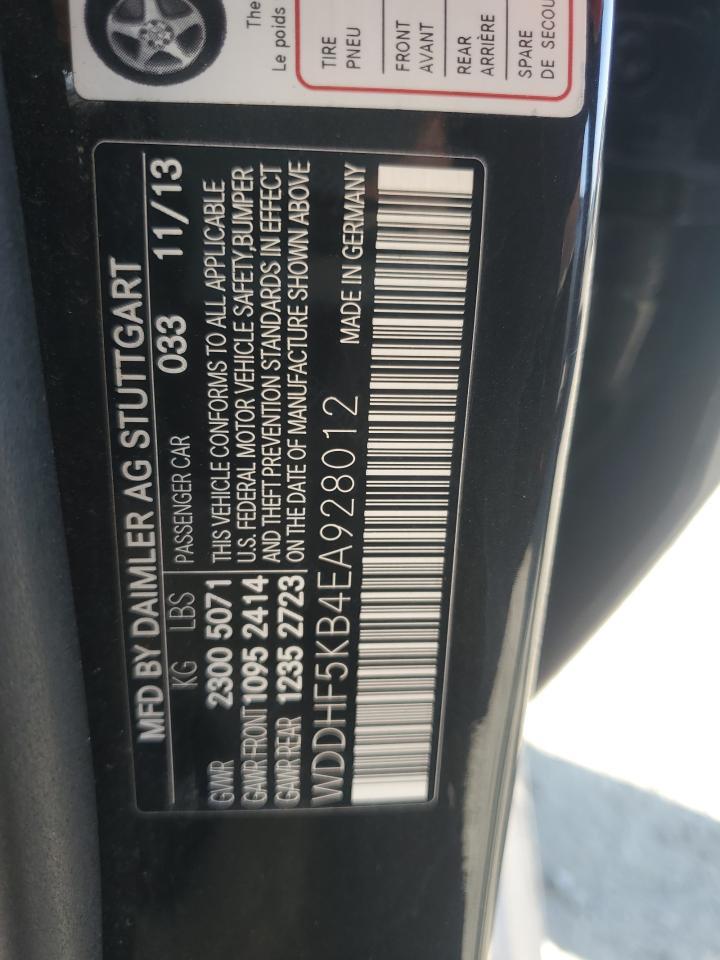 The
Le poids
TIRE
PNEU
FRONT
AVANT
REAR
ARRIÈRE
SPARE
DE SECOU
MFD BY DAIMLER AG STUTTGART
KG LBS PASSENGER CAR 033 11/13
GVWR 2300 5071 THIS VEHICLE CONFORMS TO ALL APPLICABLE
U.S. FEDERAL MOTOR VEHICLE SAFETY,BUMPER
GAWR FRONT 1095 2414 AND THEFT PREVENTION STANDARDS IN EFFECT
GAWR REAR 1235 2723 ON THE DATE OF MANUFACTURE SHOWN ABOVE
WDDHF5KB4EA928012 MADE IN GERMANY